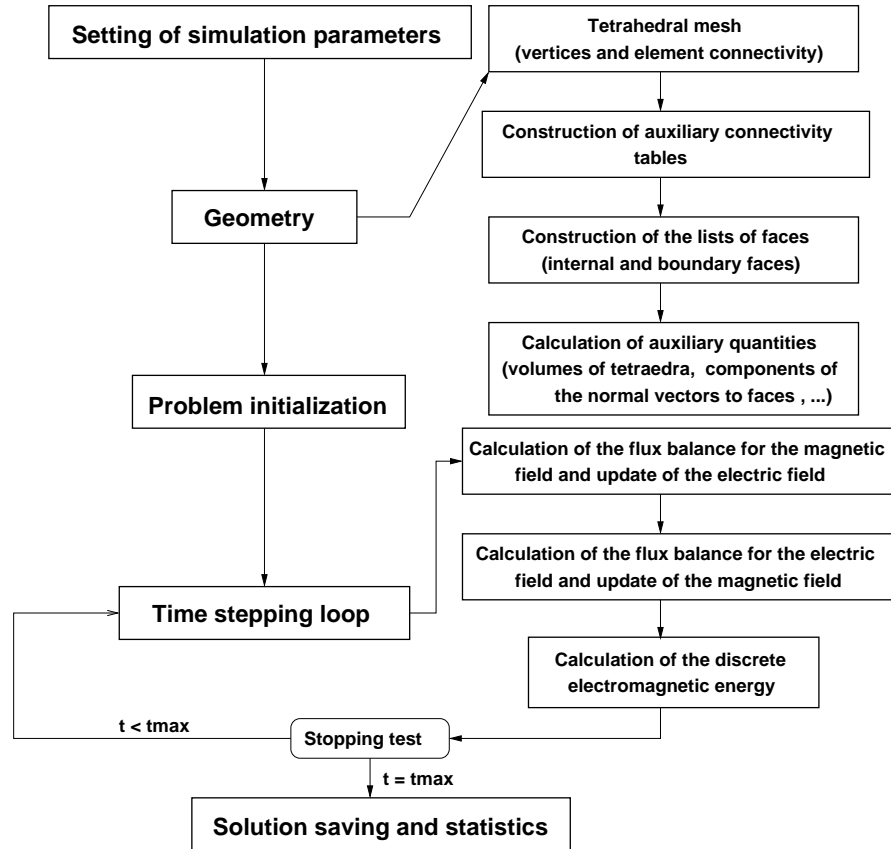 Setting of simulation parameters
Tetrahedral mesh
(vertices and element connectivity)
Construction of auxiliary connectivity
tables
Geometry
Construction of the lists of faces
(internal and boundary faces)
Calculation of auxiliary quantities
(volumes of tetraedra, components of
the normal vectors to faces , ...)
Problem initialization
Calculation of the flux balance for the magnetic
field and update of the electric field
Calculation of the flux balance for the electric
field and update of the magnetic field
Time stepping loop
Calculation of the discrete
electromagnetic energy
t < tmax
Stopping test
t = tmax
Solution saving and statistics